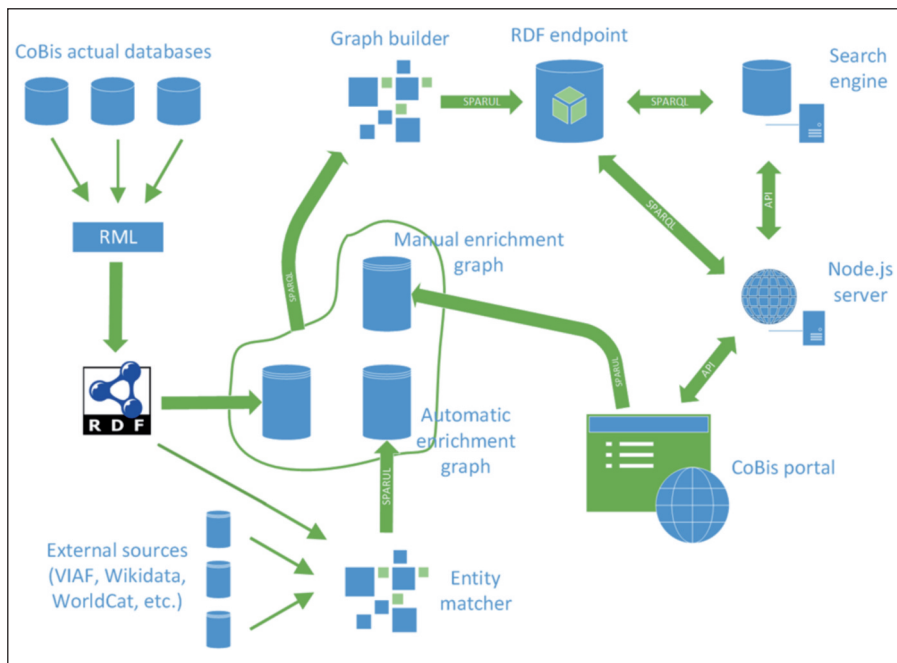 CoBis actual databases
Graph builder
RDF endpoint
Search
engine
SPARUL
SPARQL
RML
SPARQL
API
Manual enrichment
graph
SPARQL
Node.js
server
RDF
SPARUL
API
Automatic
enrichment
graph
CoBis portal
SPARUL
External sources
(VIAF, Wikidata,
WorldCat, etc.)
Entity
matcher